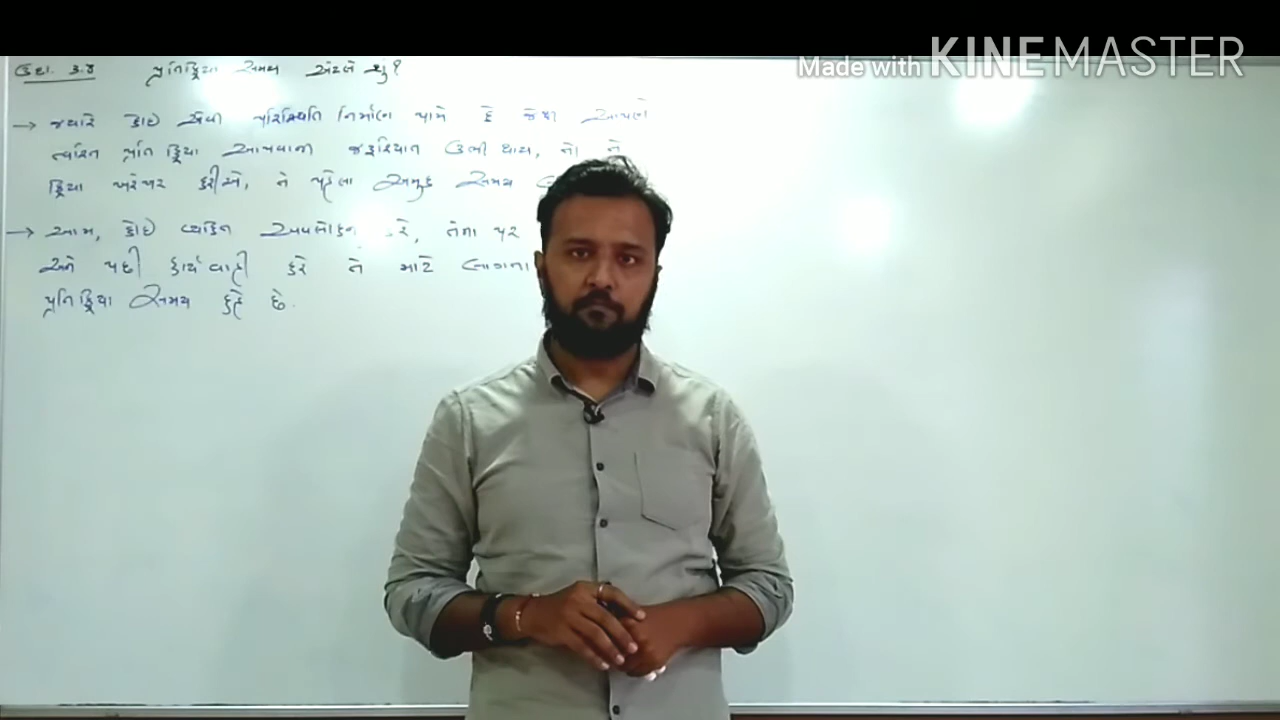 Made with KINEMASTER
ઉદા. ૩.૪ પ્રતિક્રિયા સમય એટલે શું?
→ જ્યારે કોઇ એવી પરિસ્થિતિ નિર્માણ પામે કે જેથી આપણે
ત્વરિત પ્રતિક્રિયા આપવાની જરૂરિયાત ઉભી થાય, તો તે
ક્રિયા ખરેખર કરીએ, તે પહેલા અમુક સમય
→ આમ, કોઇ વ્યક્તિ અવલોકન કરે, તેના પર
અને પછી કાર્યવાહી કરે તે માટે લાગતા
પ્રતિક્રિયા સમય કહે છે.